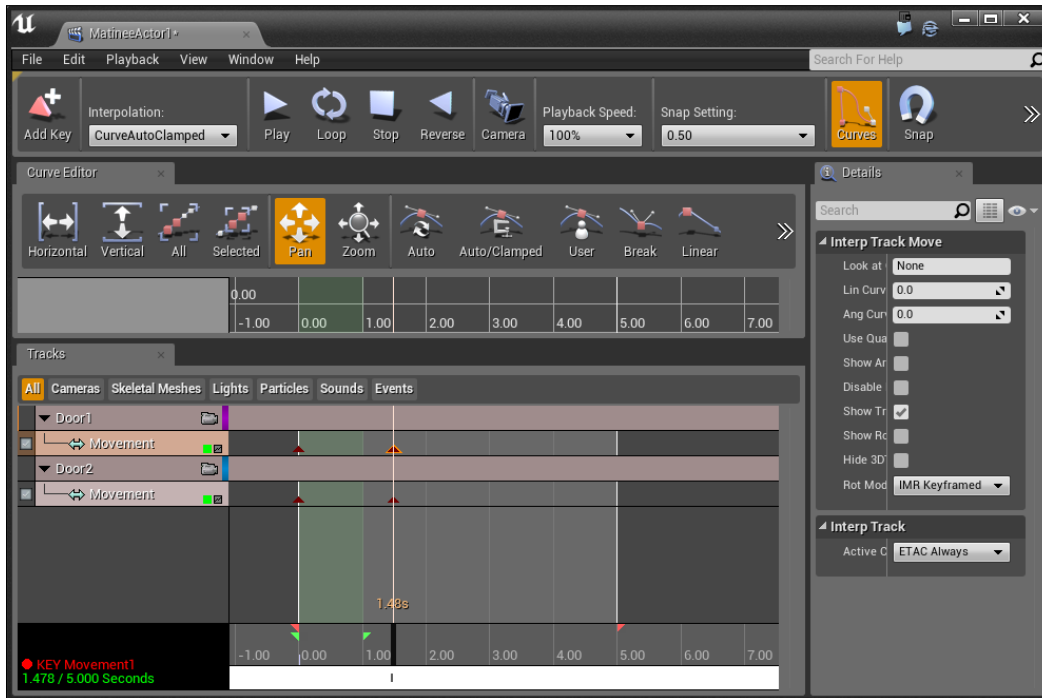 MatineeActor1*
File Edit Playback View Window Help
Search For Help
Add Key
Interpolation:
CurveAutoClamped
Play Loop Stop Reverse Camera
Playback Speed:
100%
Snap Setting:
0.50
Curves Snap
Curve Editor
Horizontal Vertical All Selected Pan Zoom Auto Auto/Clamped User Break Linear
0.00
-1.00 0.00 1.00 2.00 3.00 4.00 5.00 6.00 7.00
Tracks
All Cameras Skeletal Meshes Lights Particles Sounds Events
Door1
Movement
Door2
Movement
1.48s
-1.00 0.00 1.00 2.00 3.00 4.00 5.00 6.00 7.00
KEY Movement1
1.478 / 5.000 Seconds
Details
Search
Interp Track Move
Look at None
Lin Curv 0.0
Ang Cur 0.0
Use Qua
Show Ar
Disable
Show Tr
Show Ro
Hide 3D
Rot Mod IMR Keyframed
Interp Track
Active C ETAC Always